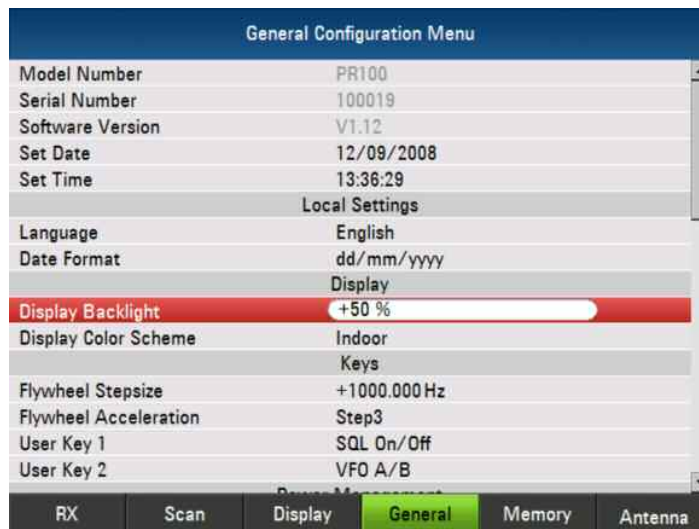 General Configuration Menu
Model Number PR100
Serial Number 100019
Software Version V1.12
Set Date 12/09/2008
Set Time 13:36:29
Local Settings
Language English
Date Format dd/mm/yyyy
Display
Display Backlight +50 %
Display Color Scheme Indoor
Keys
Flywheel Stepsize +1000.000 Hz
Flywheel Acceleration Step3
User Key 1 SQL On/Off
User Key 2 VFO A/B
Power Management
RX Scan Display General Memory Antenna